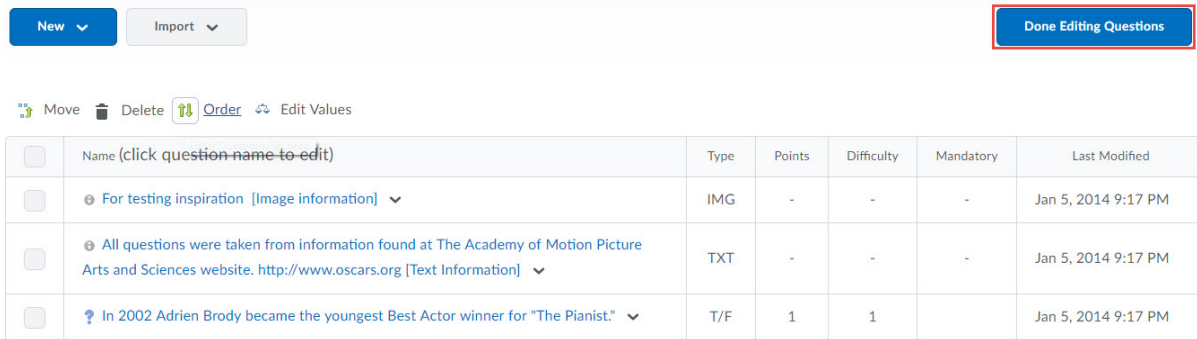 New Import Done Editing Questions
Move Delete Order Edit Values
Name (click question name to edit) Type Points Difficulty Mandatory Last Modified
For testing inspiration [Image information] IMG - - - Jan 5, 2014 9:17 PM
All questions were taken from information found at The Academy of Motion Picture
Arts and Sciences website. http://www.oscars.org [Text Information] TXT - - - Jan 5, 2014 9:17 PM
? In 2002 Adrien Brody became the youngest Best Actor winner for "The Pianist." T/F 1 1 Jan 5, 2014 9:17 PM